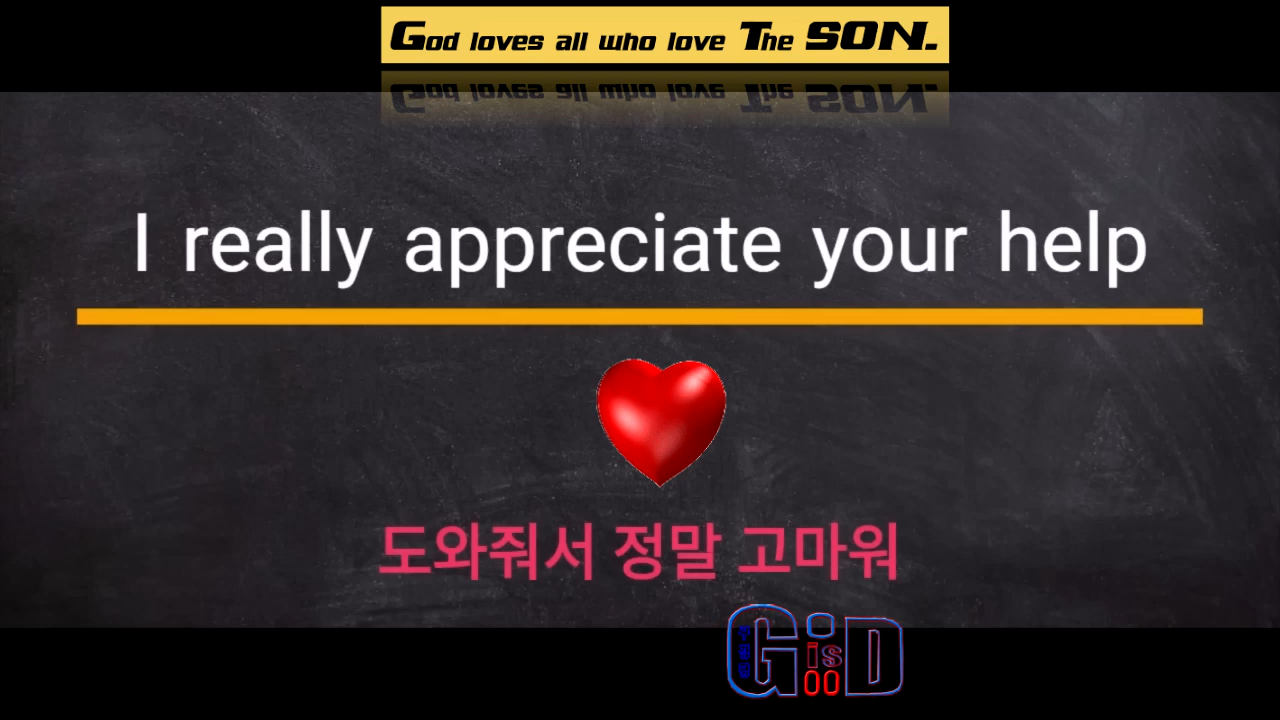 God loves all who love The SON.
I really appreciate your help
도와줘서 정말 고마워
GisD